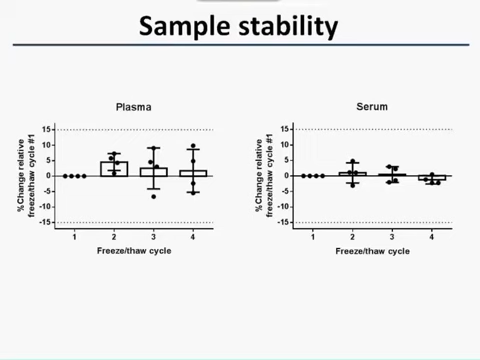 Sample stability
Plasma
%Change relative
freeze/thaw cycle #1
15
10
5
0
-5
-10
-15
1 2 3 4
Freeze/thaw cycle
Serum
%Change relative
freeze/thaw cycle #1
15
10
5
0
-5
-10
-15
1 2 3 4
Freeze/thaw cycle